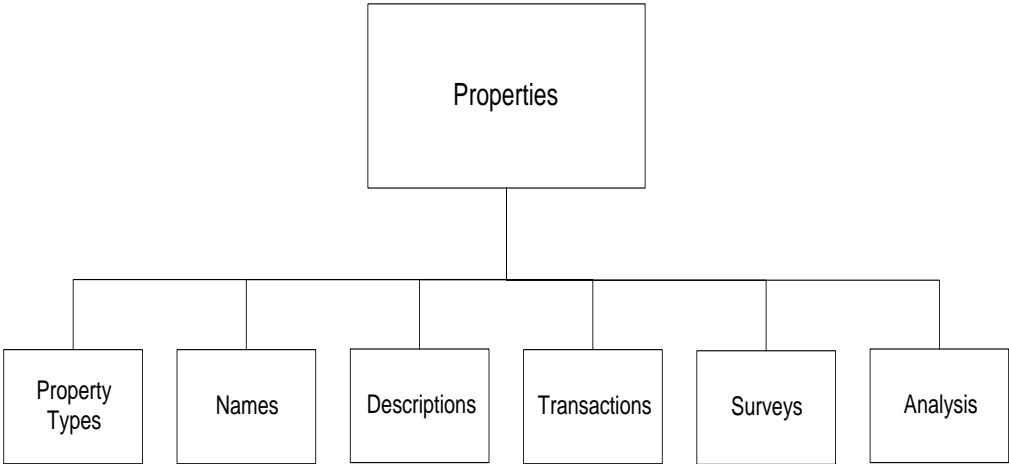 Properties
Property
Types
Names
Descriptions
Transactions
Surveys
Analysis